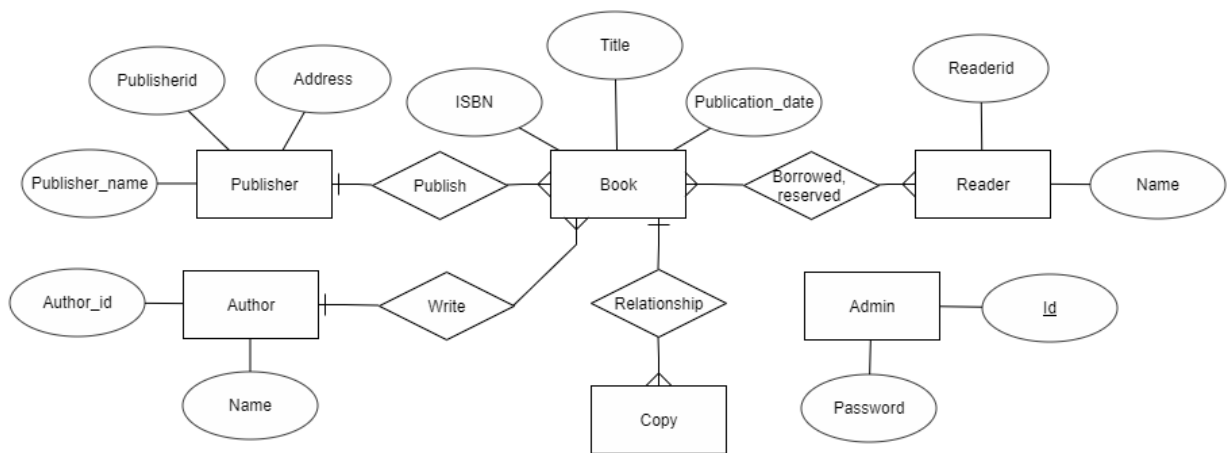 Title
Publisherid
Address
Readerid
ISBN
Publication_date
Publisher_name
Publisher
Publish
Book
Borrowed,
reserved
Reader
Name
Author_id
Author
Write
Relationship
Admin
Id
Name
Password
Copy